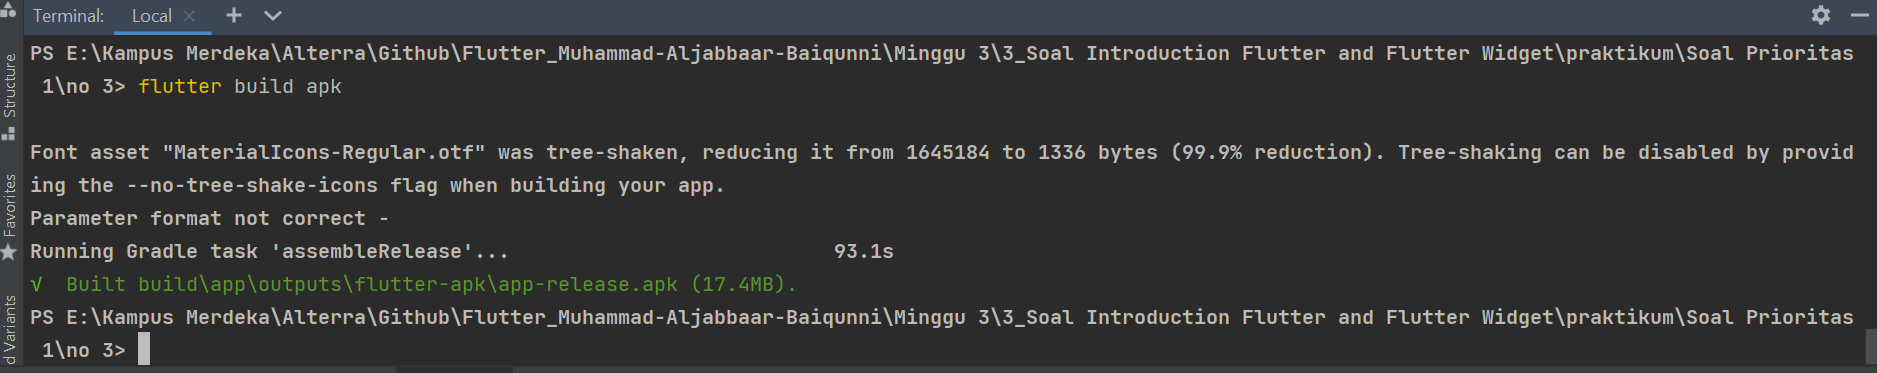 Terminal: Local
PS E:\Kampus Merdeka\Alterra\Github\Flutter_Muhammad-Aljabbaar-Baiqunni\Minggu 3\3_Soal Introduction Flutter and Flutter Widget\praktikum\Soal Prioritas
1\no 3> flutter build apk
Font asset "MaterialIcons-Regular.otf" was tree-shaken, reducing it from 1645184 to 1336 bytes (99.9% reduction). Tree-shaking can be disabled by provid
ing the --no-tree-shake-icons flag when building your app.
Parameter format not correct -
Running Gradle task 'assembleRelease'... 93.1s
√ Built build\app\outputs\flutter-apk\app-release.apk (17.4MB).
PS E:\Kampus Merdeka\Alterra\Github\Flutter_Muhammad-Aljabbaar-Baiqunni\Minggu 3\3_Soal Introduction Flutter and Flutter Widget\praktikum\Soal Prioritas
1\no 3>
Structure
Favorites
d Variants